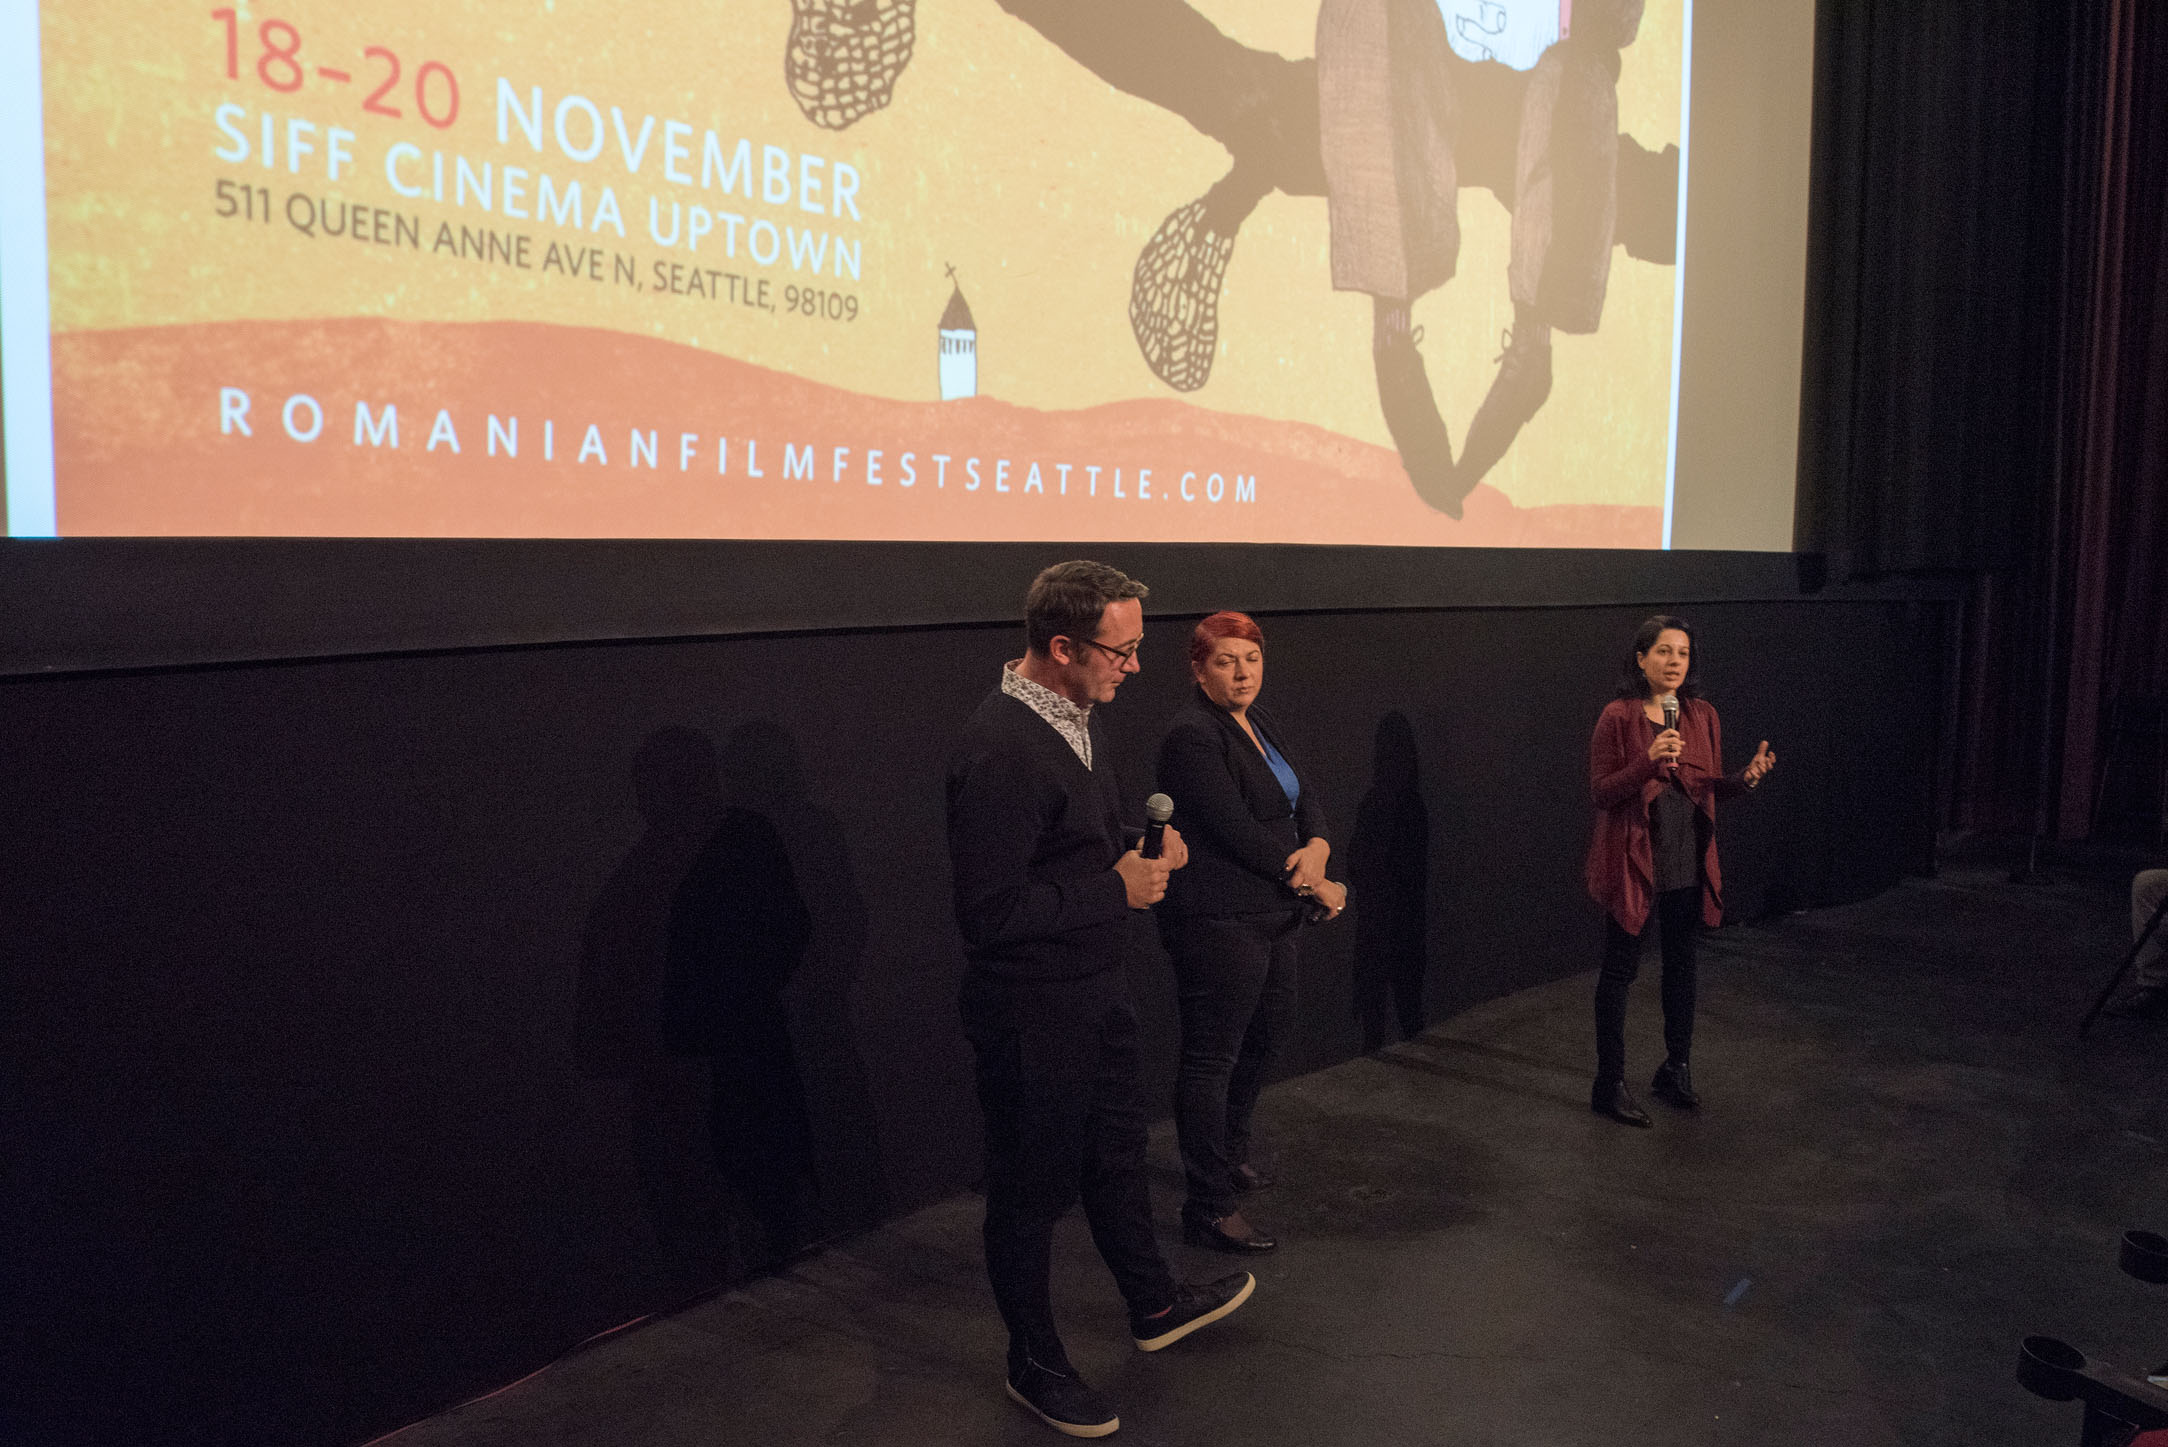 18-20 NOVEMBER
SIFF CINEMA UPTOWN
511 QUEEN ANNE AVE N, SEATTLE, 98109
ROMANIANFILMFESTSEATTLE.COM